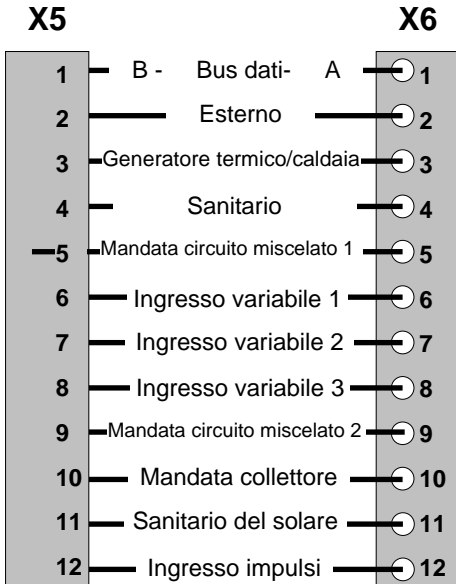 X5 X6
1 B - Bus dati- A 1
2 Esterno 2
3 Generatore termico/caldaia 3
4 Sanitario 4
5 Mandata circuito miscelato 1 5
6 Ingresso variabile 1 6
7 Ingresso variabile 2 7
8 Ingresso variabile 3 8
9 Mandata circuito miscelato 2 9
10 Mandata collettore 10
11 Sanitario del solare 11
12 Ingresso impulsi 12